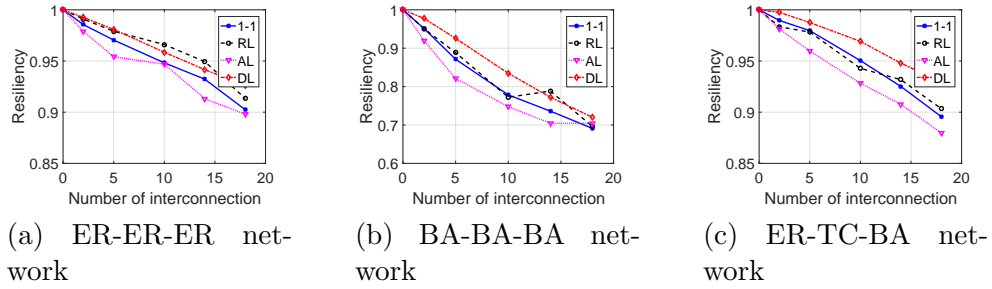 1
0.95
0.9
0.85
Resiliency
0 5 10 15 20
Number of interconnection
1-1
RL
AL
DL
(a) ER-ER-ER net-
work
1
0.9
0.8
0.7
0.6
Resiliency
0 5 10 15 20
Number of interconnection
1-1
RL
AL
DL
(b) BA-BA-BA net-
work
1
0.95
0.9
0.85
Resiliency
0 5 10 15 20
Number of interconnection
1-1
RL
AL
DL
(c) ER-TC-BA net-
work